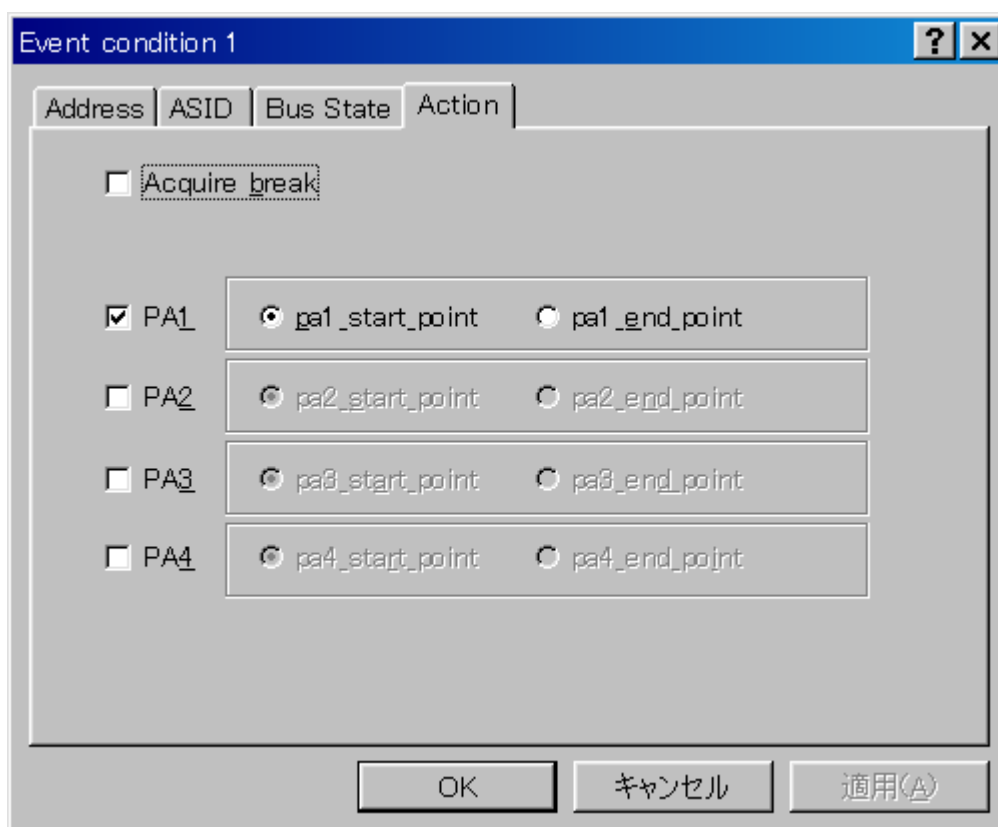 Event condition 1
Address ASID Bus State Action
Acquire break
PA1 pa1_start_point pa1_end_point
PA2 pa2_start_point pa2_end_point
PA3 pa3_start_point pa3_end_point
PA4 pa4_start_point pa4_end_point
OK キャンセル 適用(A)